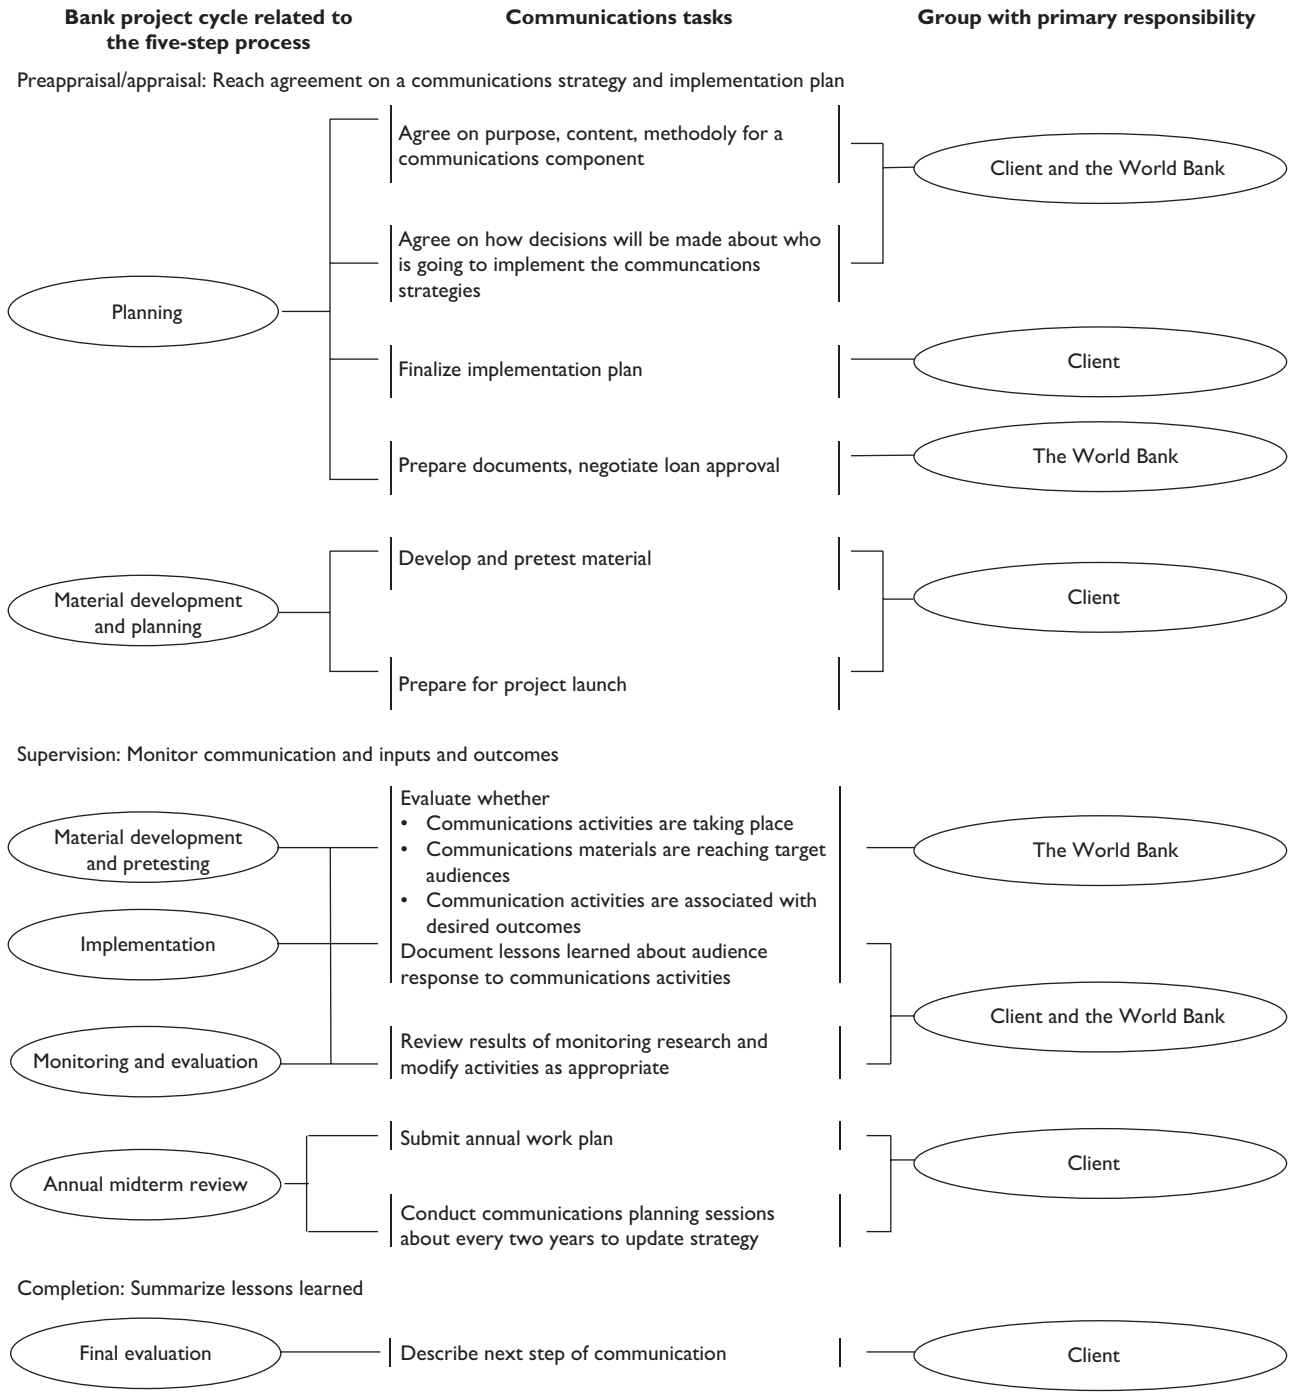 Bank project cycle related to
the five-step process
Communications tasks
Group with primary responsibility
Preappraisal/appraisal: Reach agreement on a communications strategy and implementation plan
Planning
Agree on purpose, content, methodoly for a
communications component
Client and the World Bank
Agree on how decisions will be made about who
is going to implement the communcations
strategies
Finalize implementation plan
Client
Prepare documents, negotiate loan approval
The World Bank
Material development
and planning
Develop and pretest material
Client
Prepare for project launch
Supervision: Monitor communication and inputs and outcomes
Material development
and pretesting
Implementation
Monitoring and evaluation
Evaluate whether
• Communications activities are taking place
• Communications materials are reaching target
audiences
• Communication activities are associated with
desired outcomes
Document lessons learned about audience
response to communications activities
The World Bank
Review results of monitoring research and
modify activities as appropriate
Client and the World Bank
Annual midterm review
Submit annual work plan
Conduct communications planning sessions
about every two years to update strategy
Client
Completion: Summarize lessons learned
Final evaluation
Describe next step of communication
Client